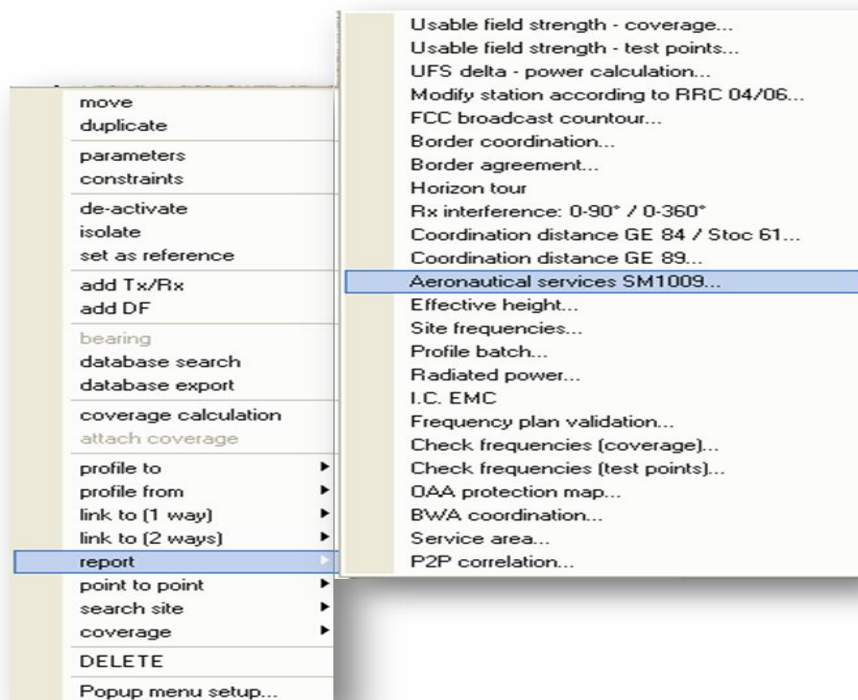 move
duplicate
parameters
constraints
de-activate
isolate
set as reference
add Tx/Rx
add DF
bearing
database search
database export
coverage calculation
attach coverage
profile to
profile from
link to (1 way)
link to (2 ways)
report
point to point
search site
coverage
DELETE
Popup menu setup...
Usable field strength - coverage...
Usable field strength - test points...
UFS delta - power calculation...
Modify station according to RRC 04/06...
FCC broadcast countour...
Border coordination...
Border agreement...
Horizon tour
Rx interference: 0-90° / 0-360°
Coordination distance GE 84 / Stoc 61...
Coordination distance GE 89...
Aeronautical services SM1009...
Effective height...
Site frequencies...
Profile batch...
Radiated power...
I.C. EMC
Frequency plan validation...
Check frequencies (coverage)...
Check frequencies (test points)...
OAA protection map...
BWA coordination...
Service area...
P2P correlation...